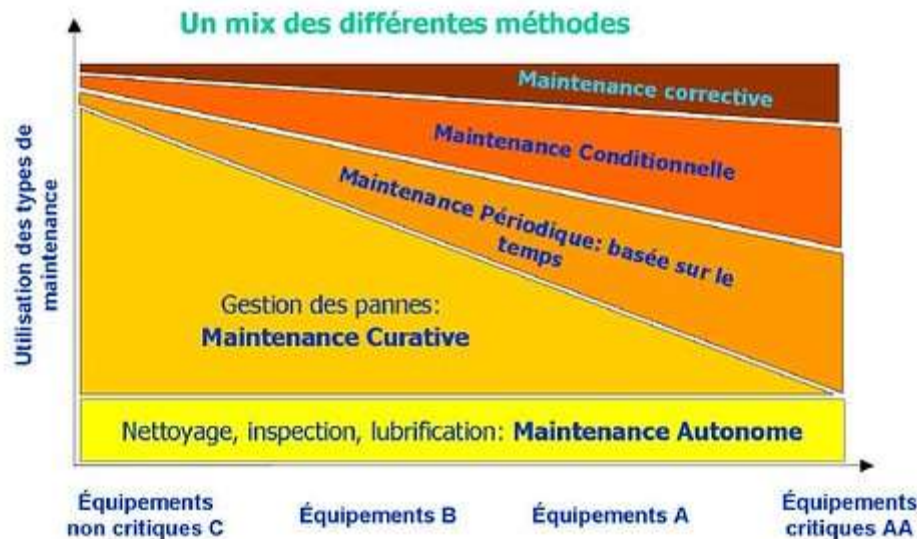 Un mix des différentes méthodes
Utilisation des types de
maintenance
Maintenance corrective
Maintenance Conditionnelle
Maintenance Périodique: basée sur le
temps
Gestion des pannes:
Maintenance Curative
Nettoyage, inspection, lubrification: Maintenance Autonome
Équipements
non critiques C
Équipements B
Équipements A
Équipements
critiques AA